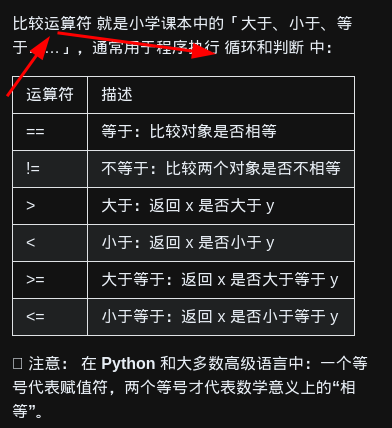 比较运算符 就是小学课本中的「大于、小于、等
于……」，通常用于程序执行 循环和判断 中：
运算符 描述
== 等于：比较对象是否相等
!= 不等于：比较两个对象是否不相等
> 大于：返回 x 是否大于 y
< 小于：返回 x 是否小于 y
>= 大于等于：返回 x 是否大于等于 y
<= 小于等于：返回 x 是否小于等于 y
注意： 在 Python 和大多数高级语言中：一个等
号代表赋值符，两个等号才代表数学意义上的“相
等”。